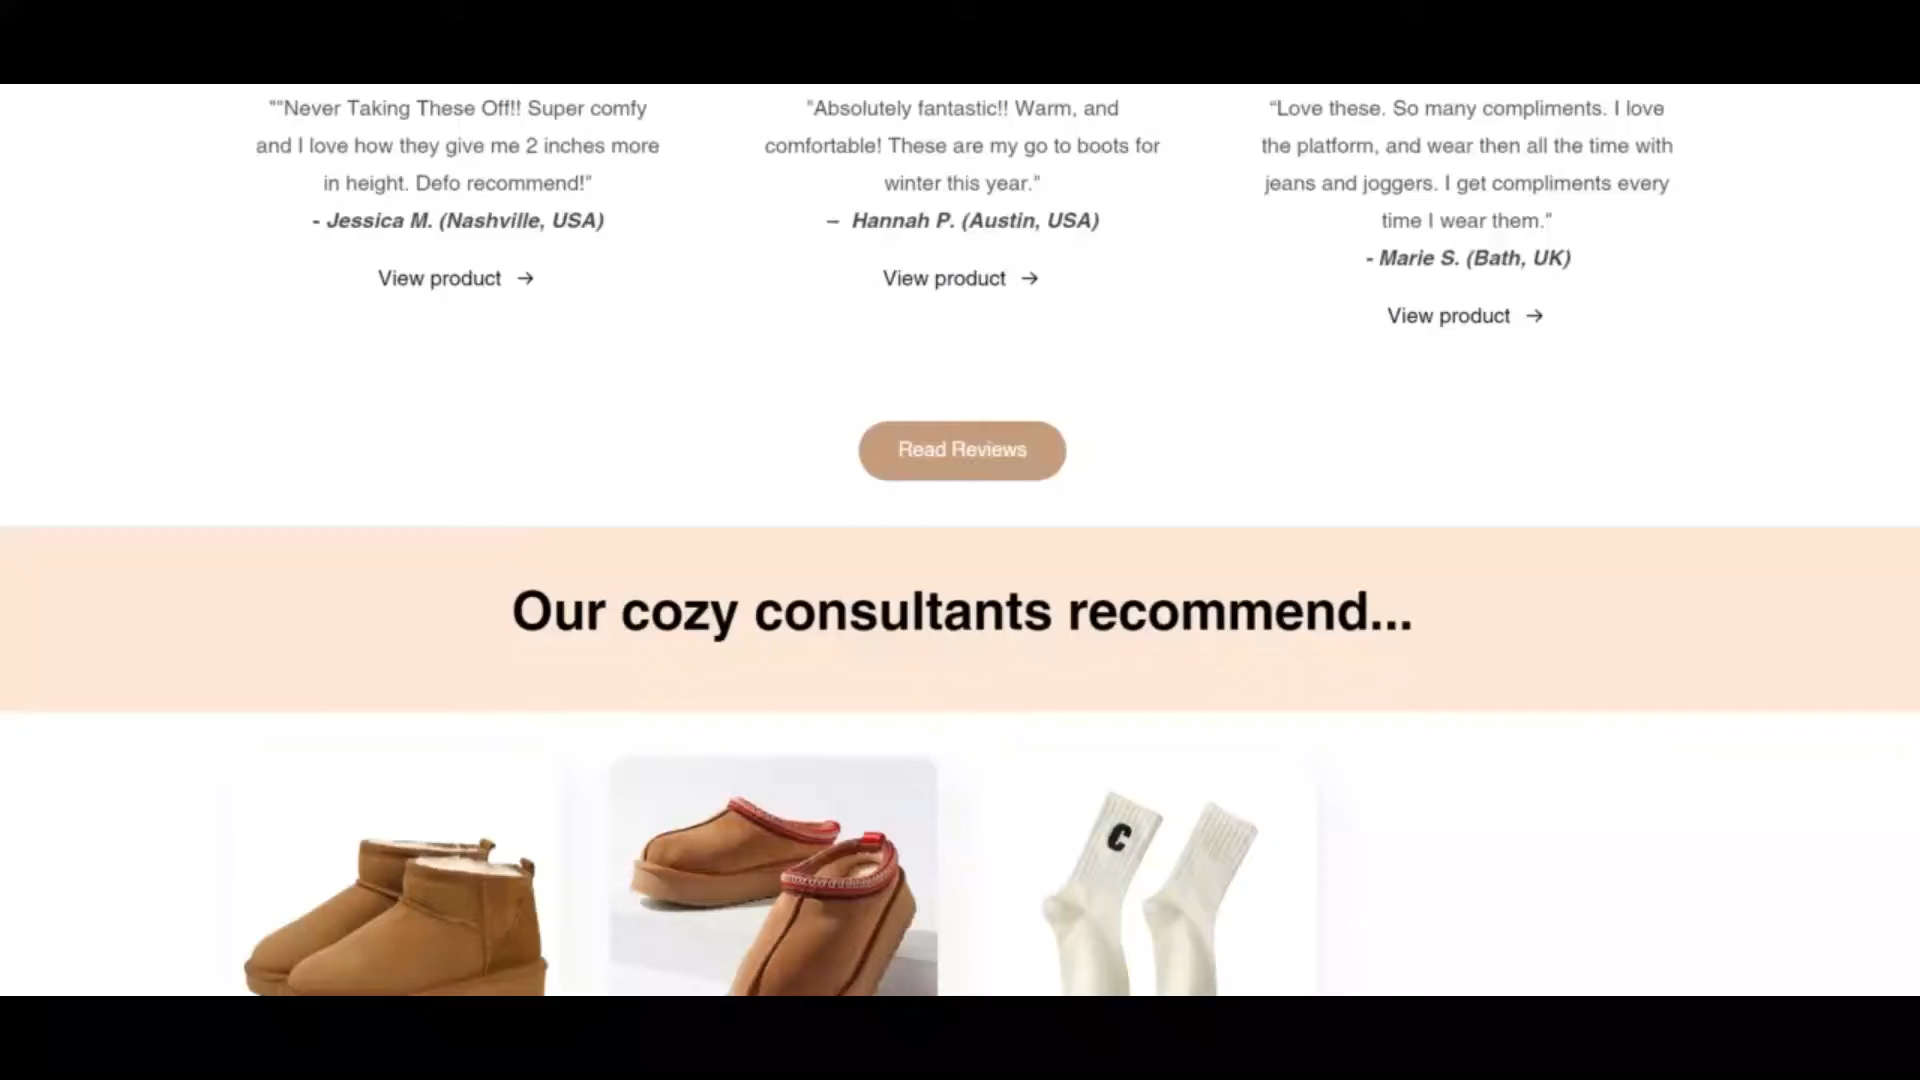 ""Never Taking These Off!! Super comfy
and I love how they give me 2 inches more
in height. Defo recommend!"
- Jessica M. (Nashville, USA)
View product →
"Absolutely fantastic!! Warm, and
comfortable! These are my go to boots for
winter this year."
– Hannah P. (Austin, USA)
View product →
“Love these. So many compliments. I love
the platform, and wear then all the time with
jeans and joggers. I get compliments every
time I wear them."
- Marie S. (Bath, UK)
View product →
Read Reviews
Our cozy consultants recommend...
C